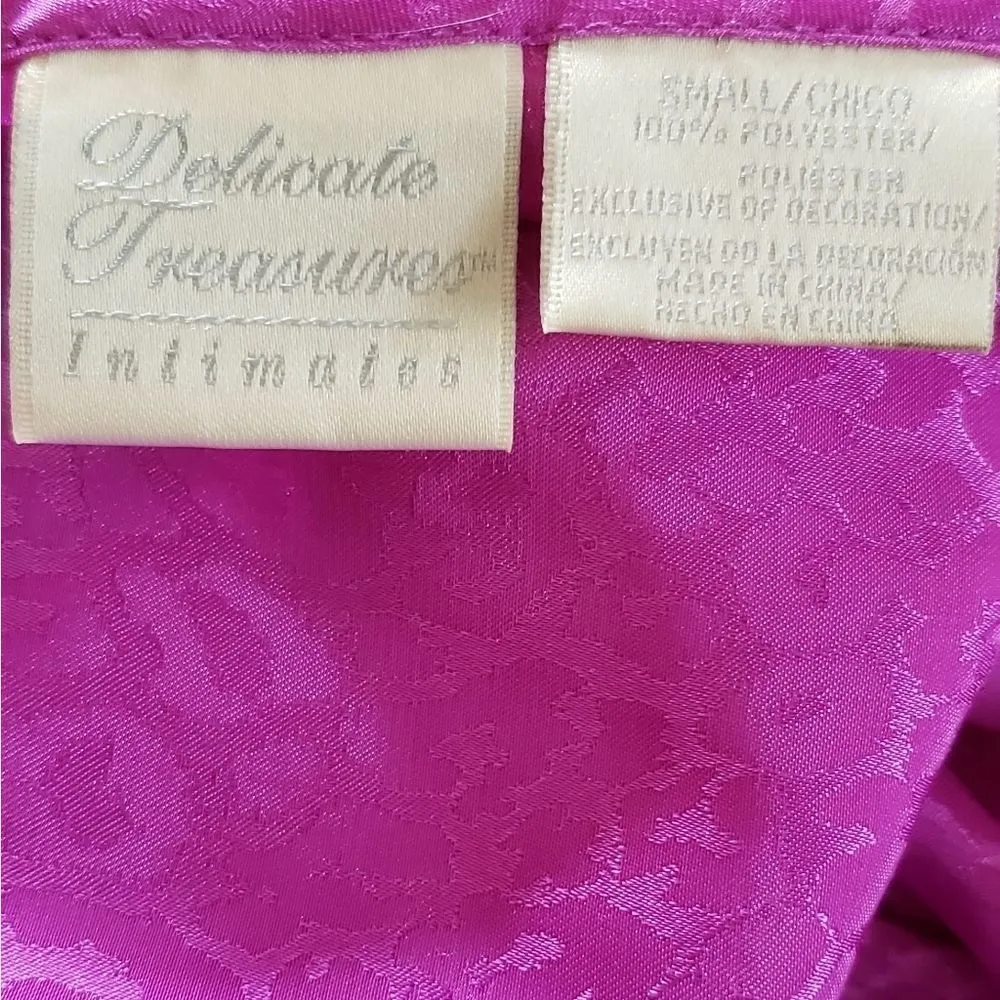 Delicate
Treasures™
Intimates
SMALL/CHICO
100% POLYESTER/
POLIÉSTER
EXCLUSIVE OF DECORATION/
EXCLUYEN DO LA DECORACIÓN
MADE IN CHINA/
HECHO EN CHINA